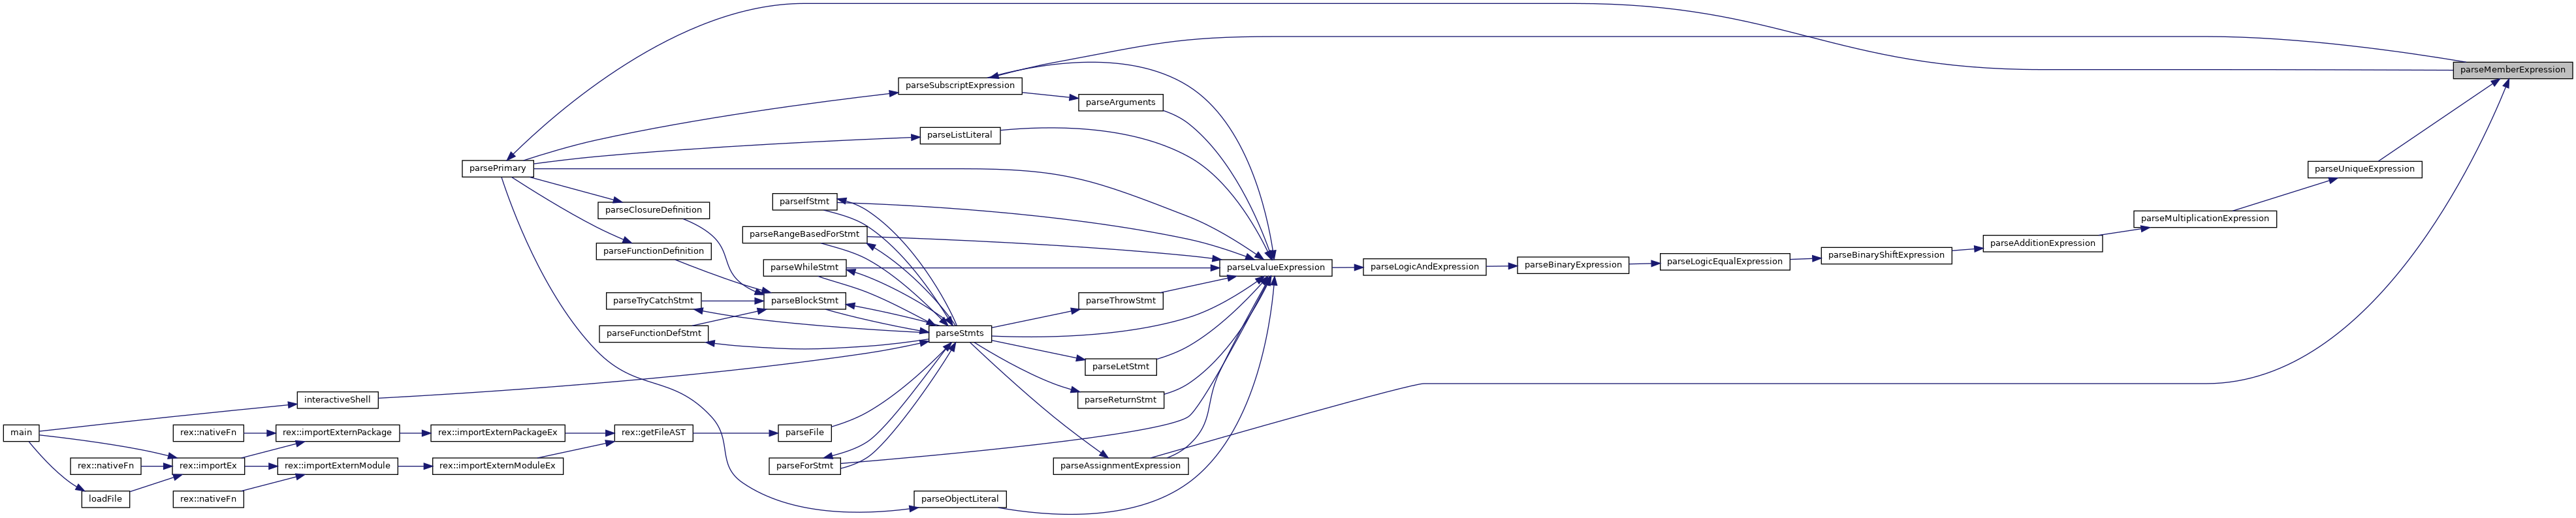 parseMemberExpression
parseSubscriptExpression
parseArguments
parseListLiteral
parsePrimary
parseUniqueExpression
parseIfStmt
parseClosureDefinition
parseMultiplicationExpression
parseRangeBasedForStmt
parseFunctionDefinition
parseAdditionExpression
parseBinaryShiftExpression
parseWhileStmt
parseLvalueExpression
parseLogicAndExpression
parseBinaryExpression
parseLogicEqualExpression
parseTryCatchStmt
parseBlockStmt
parseThrowStmt
parseFunctionDefStmt
parseStmts
parseLetStmt
interactiveShell
parseReturnStmt
main
rex::nativeFn
rex::importExternPackage
rex::importExternPackageEx
rex::getFileAST
parseFile
rex::nativeFn
rex::importEx
rex::importExternModule
rex::importExternModuleEx
parseForStmt
parseAssignmentExpression
loadFile
rex::nativeFn
parseObjectLiteral